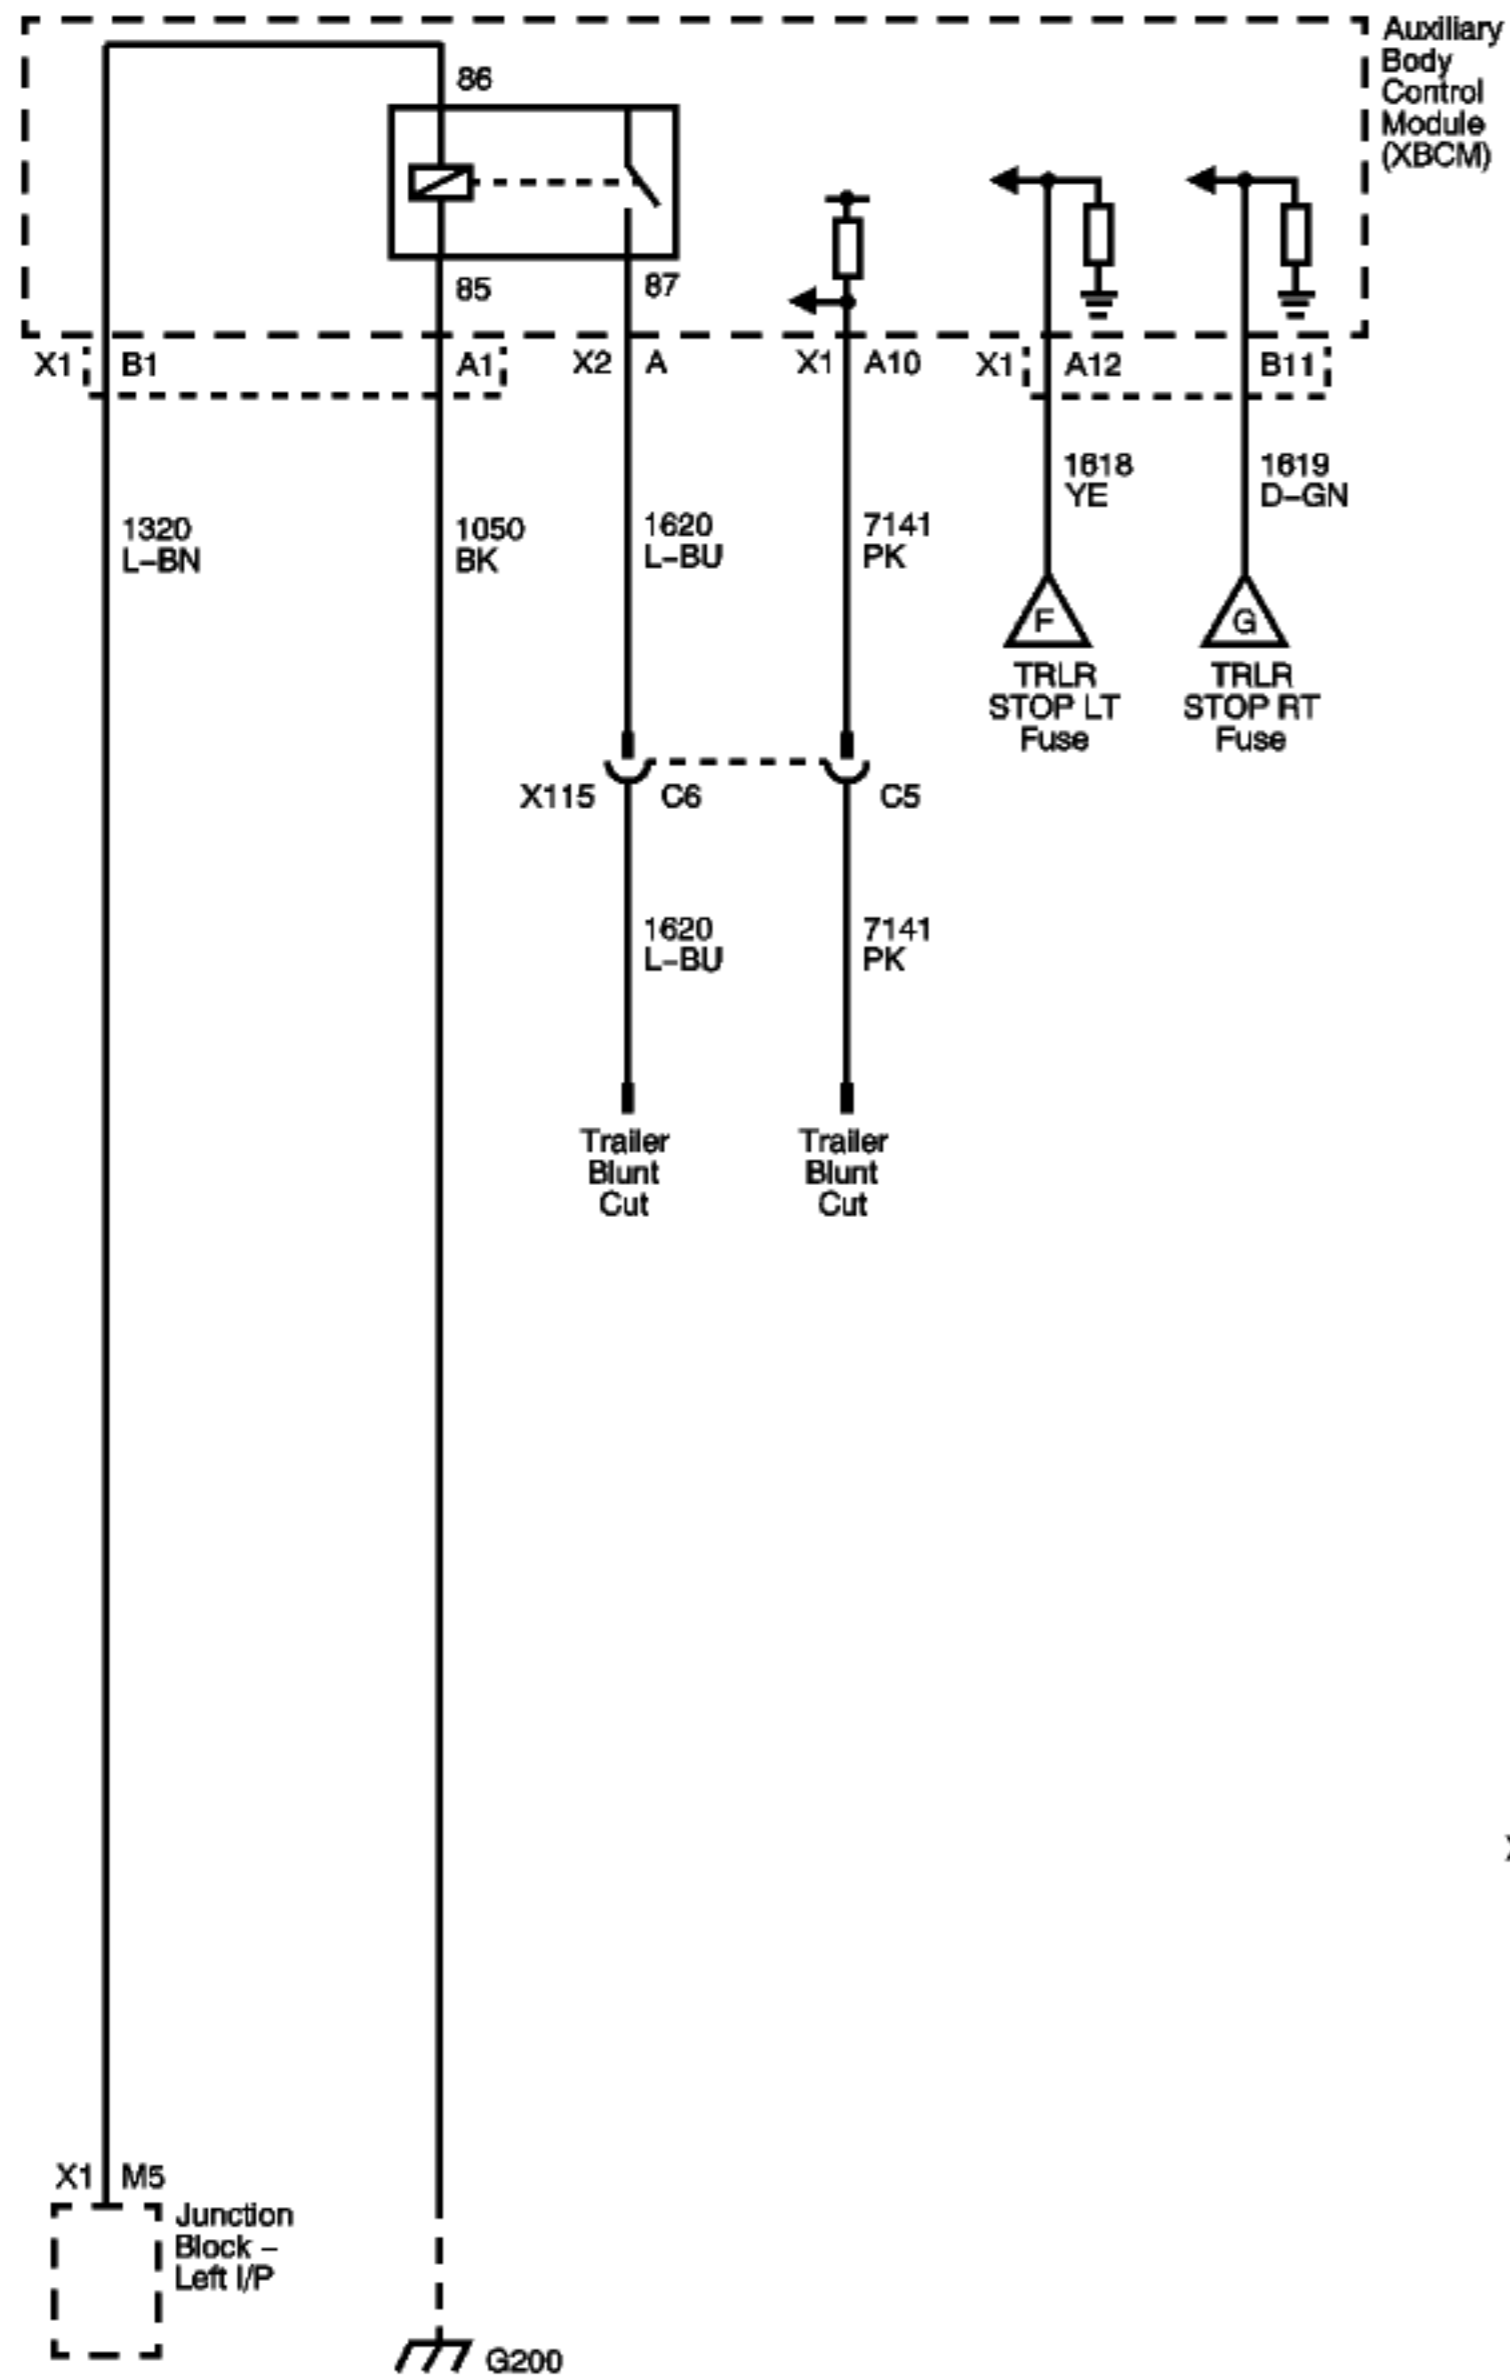 Auxiliary
Body
Control
Module
(XBCM)
86
85
87
X1 B1 A1 X2 A X1 A10 X1 A12 B11
1618
YE
1619
D-GN
1320
L-BN
1050
BK
1620
L-BU
7141
PK
F
G
TRLR
STOP LT
Fuse
TRLR
STOP RT
Fuse
X115 C6 C5
1620
L-BU
7141
PK
Trailer
Blunt
Cut
Trailer
Blunt
Cut
X1 M5
Junction
Block –
Left I/P
G200